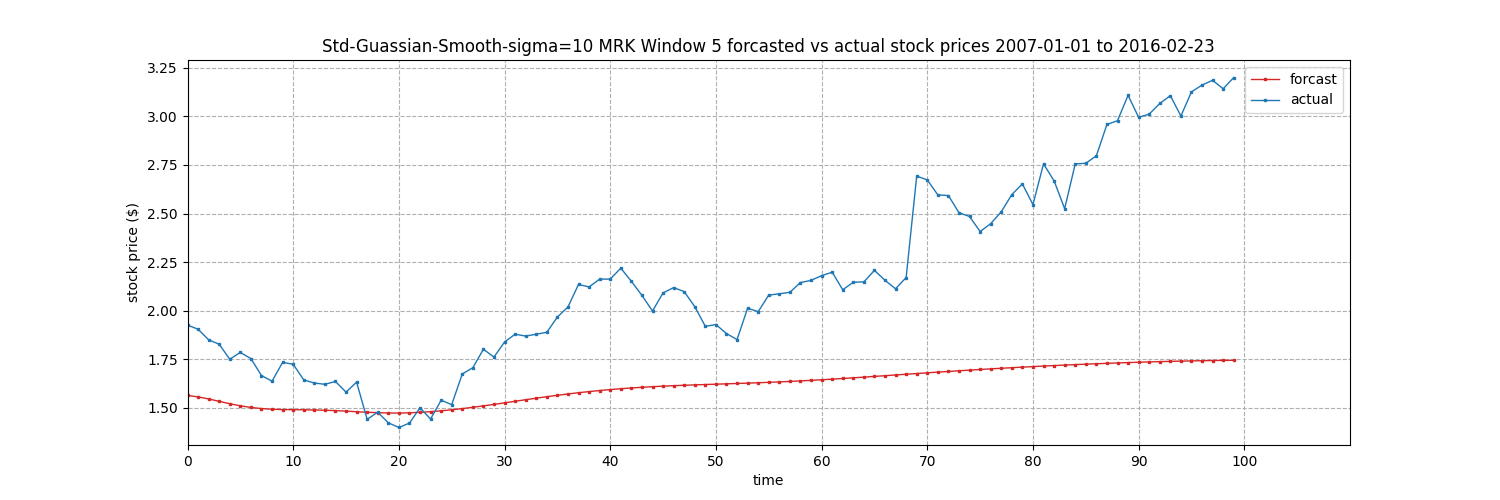 Std-Guassian-Smooth-sigma=10 MRK Window 5 forcasted vs actual stock prices 2007-01-01 to 2016-02-23
3.25
3.00
2.75
2.50
2.25
2.00
1.75
1.50
stock price ($)
forcast
actual
0 10 20 30 40 50 60 70 80 90 100
time